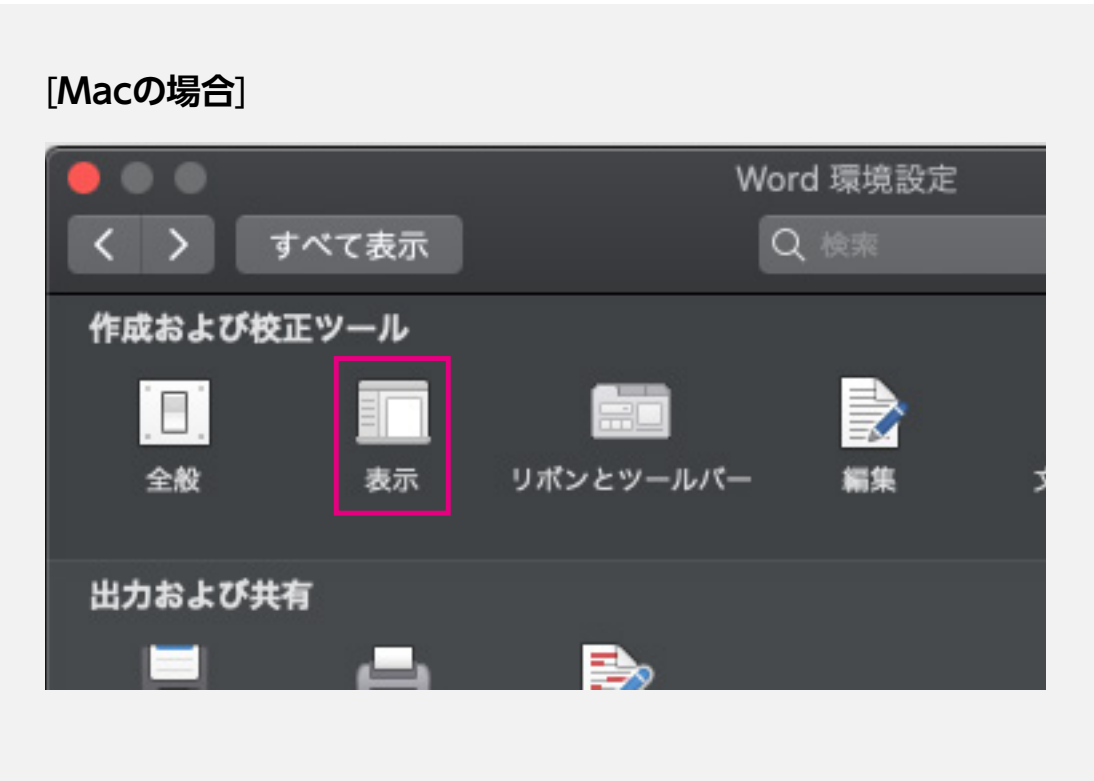 [Macの場合]
Word 環境設定
すべて表示
検索
作成および校正ツール
全般
表示
リボンとツールバー
編集
出力および共有